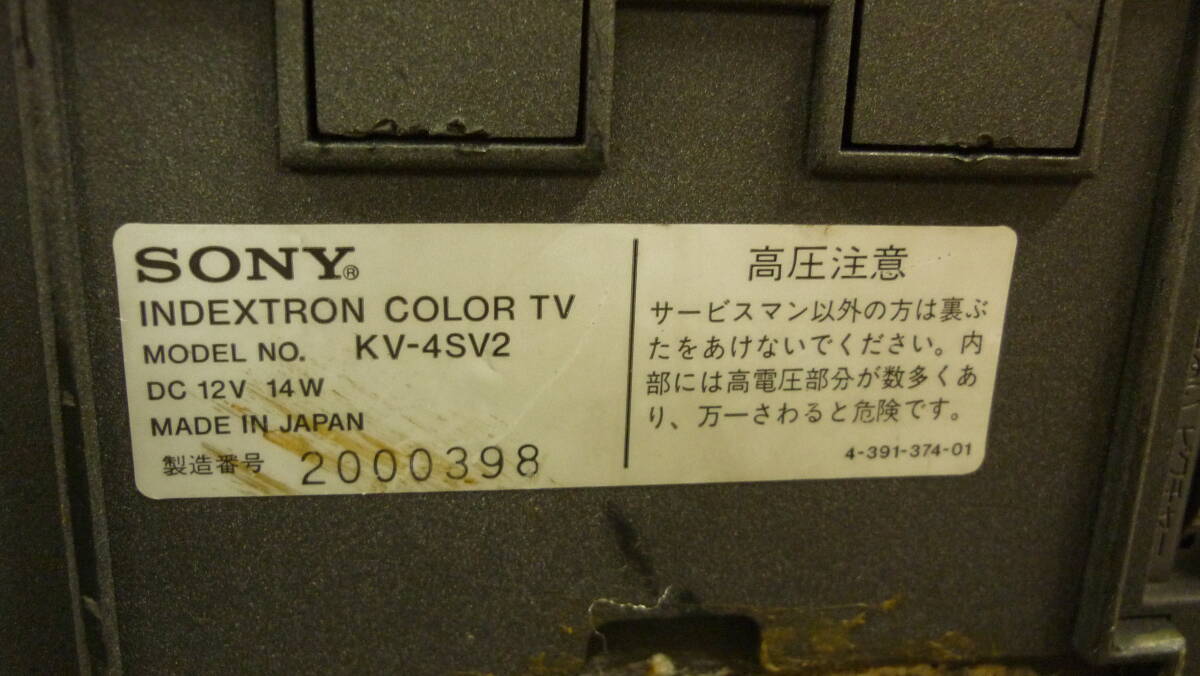 SONY®
INDEXTRON COLOR TV
MODEL NO. KV-4SV2
DC 12V 14W
MADE IN JAPAN
製造番号 2000398
高圧注意
サービスマン以外の方は裏ぶ
たをあけないでください。内
部には高電圧部分が数多くあ
り、万一さわると危険です。
4-391-374-01